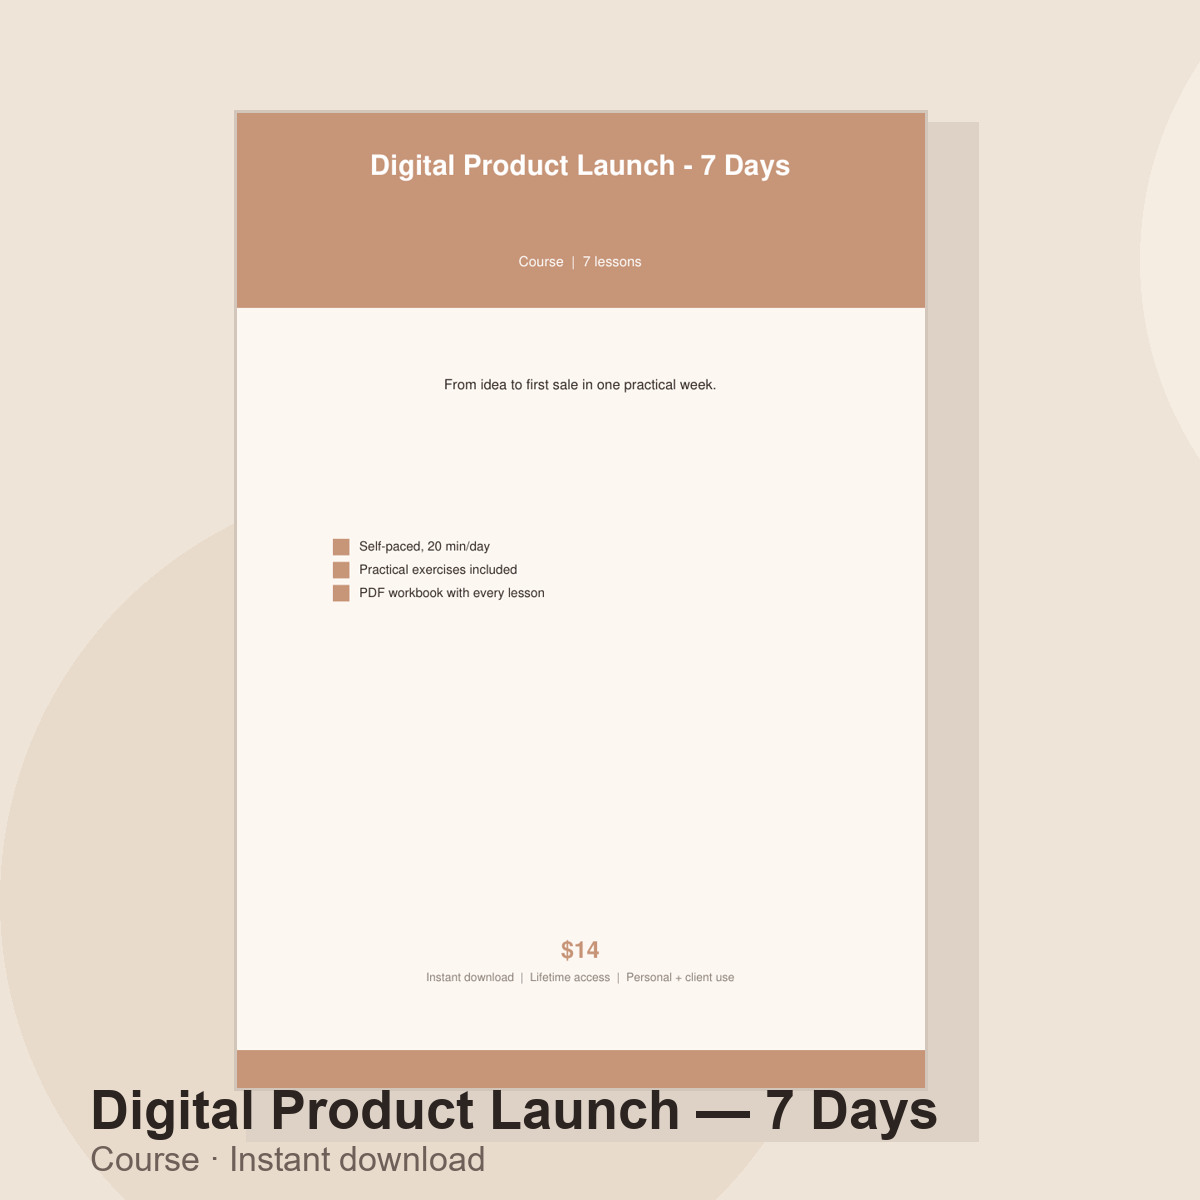 Digital Product Launch - 7 Days
Course | 7 lessons
From idea to first sale in one practical week.
Self-paced, 20 min/day
Practical exercises included
PDF workbook with every lesson
$14
Instant download | Lifetime access | Personal + client use
Digital Product Launch — 7 Days
Course · Instant download